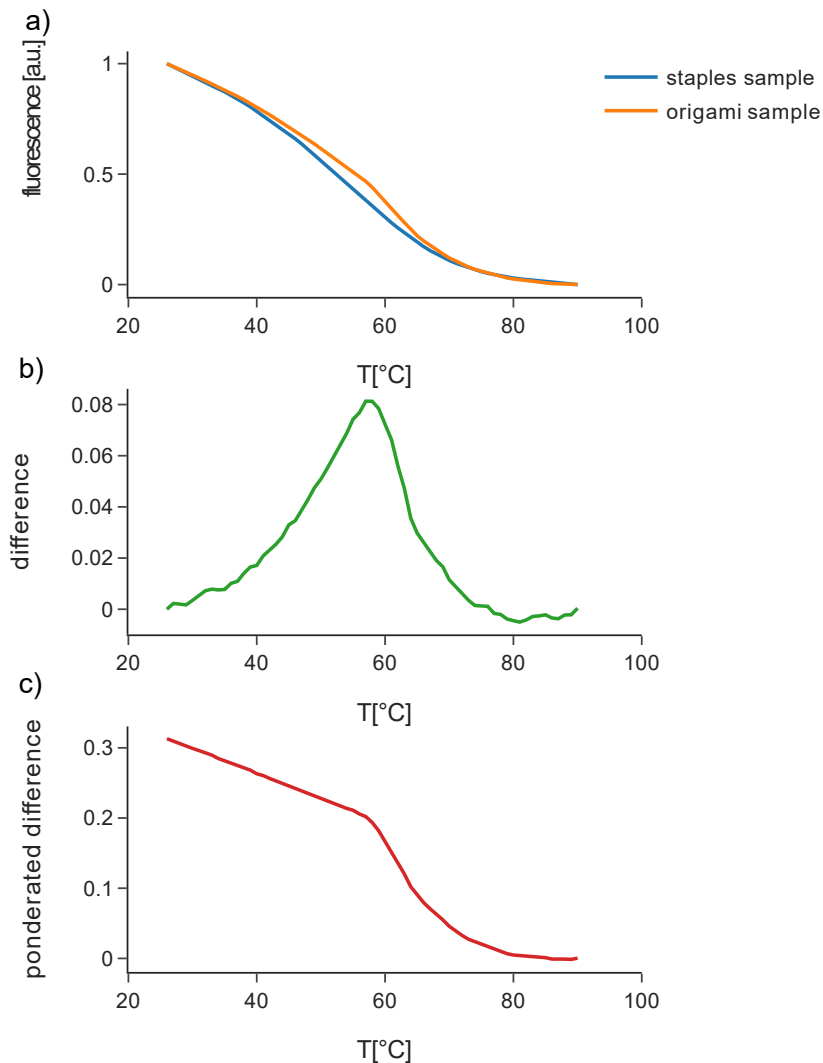 a)
fluorescence [a.u.]
1
0.5
0
20 40 60 80 100
T[°C]
staples sample
origami sample
b)
difference
0.08
0.06
0.04
0.02
0
20 40 60 80 100
T[°C]
c)
ponderated difference
0.3
0.2
0.1
0
20 40 60 80 100
T[°C]